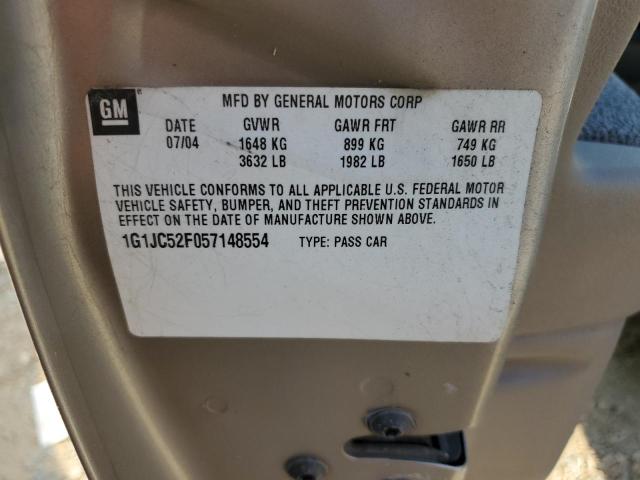 GM
MFD BY GENERAL MOTORS CORP
DATE GVWR GAWR FRT GAWR RR
07/04 1648 KG 899 KG 749 KG
3632 LB 1982 LB 1650 LB
THIS VEHICLE CONFORMS TO ALL APPLICABLE U.S. FEDERAL MOTOR
VEHICLE SAFETY, BUMPER, AND THEFT PREVENTION STANDARDS IN
EFFECT ON THE DATE OF MANUFACTURE SHOWN ABOVE.
1G1JC52F057148554 TYPE: PASS CAR